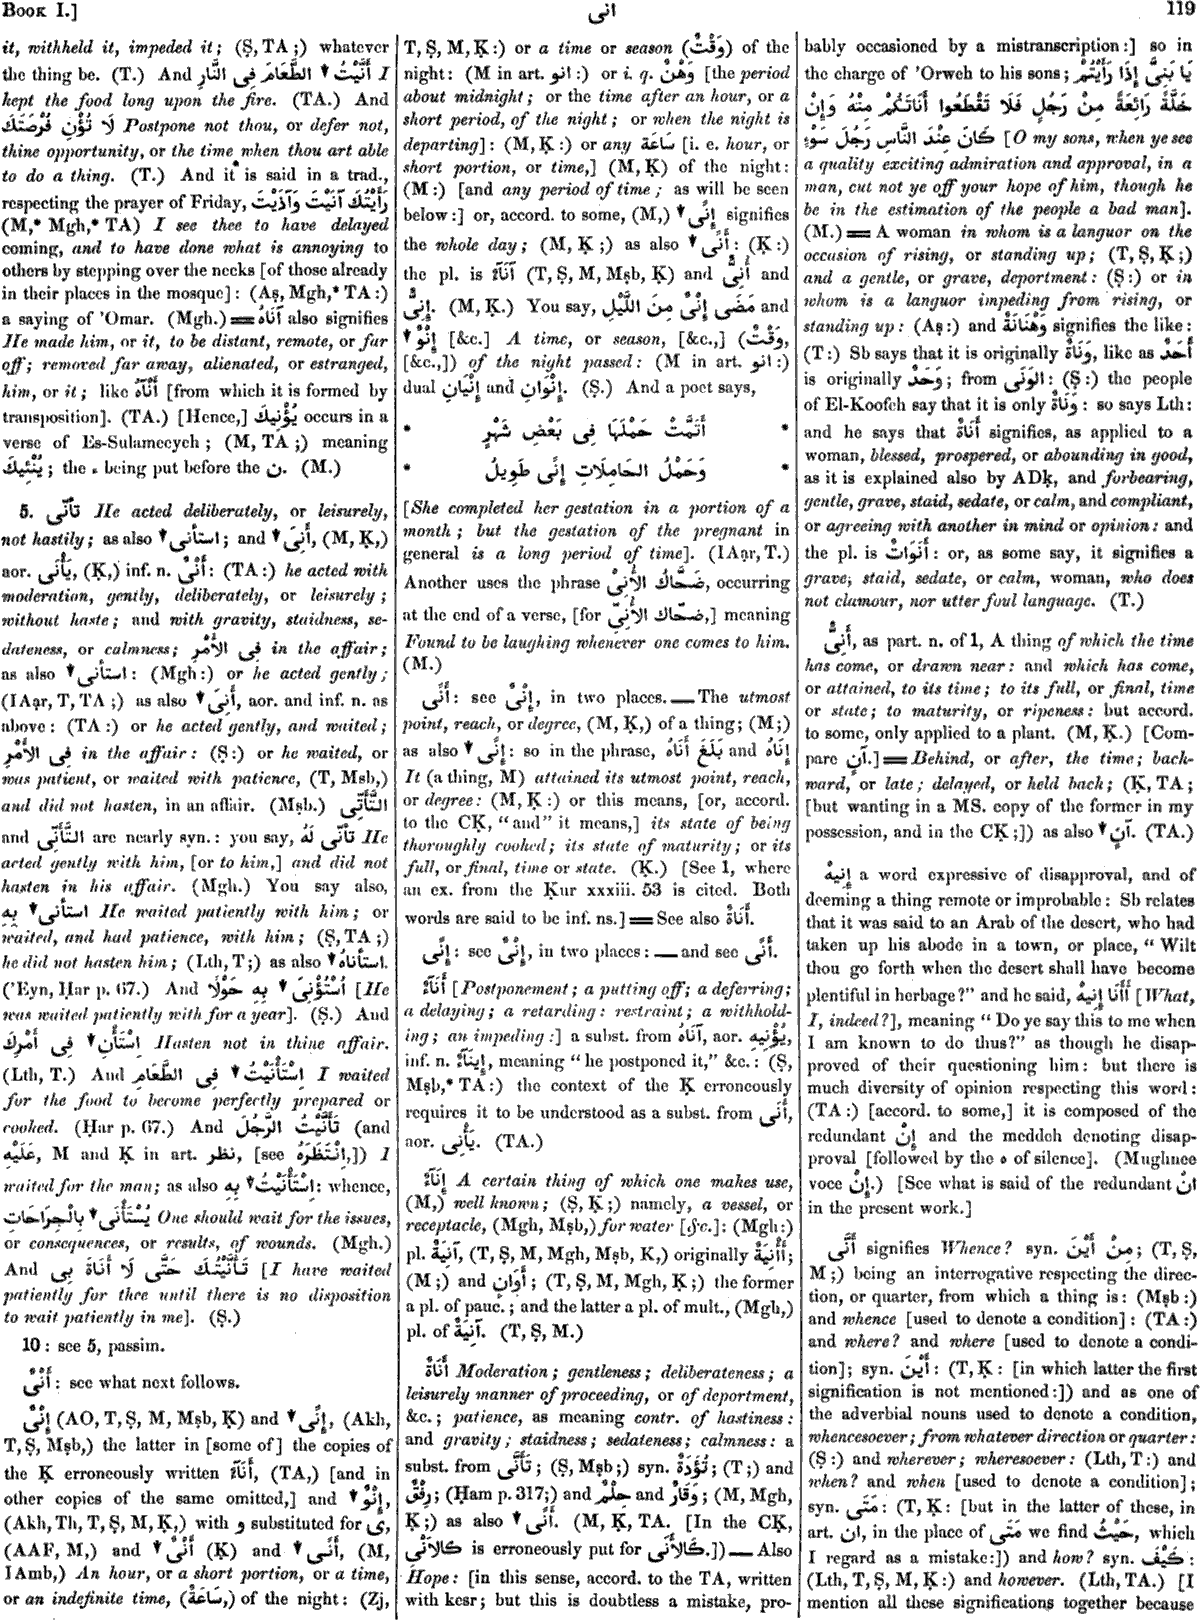 BOOK I.]
انى
119
it, withheld it, impeded it; (Ṣ, TA;) whatever
the thing be. (T.) And أَنَّيْتُ ▼ الطَّعَامَ فِى النَّارِ I
kept the food long upon the fire. (TA.) And
لَا تُؤْنِ فُرْصَتَكَ Postpone not thou, or defer not,
thine opportunity, or the time when thou art able
to do a thing. (T.) And it is said in a trad.,
respecting the prayer of Friday, رَأَيْتُكَ آنَيْتَ وَآذَيْتَ
(M,* Mgh,* TA) I see thee to have delayed
coming, and to have done what is annoying to
others by stepping over the necks [of those already
in their places in the mosque]: (Aṣ, Mgh,* TA:)
a saying of 'Omar. (Mgh.) ══ آنَاهُ also signifies
He made him, or it, to be distant, remote, or far
off; removed far away, alienated, or estranged,
him, or it; like أَنْآهُ [from which it is formed by
transposition]. (TA.) [Hence,] يُؤْنِيكَ occurs in a
verse of Es-Sulameeyeh; (M, TA;) meaning
يُنْئِيكَ; the ء being put before the ن. (M.)
5. تأنّى He acted deliberately, or leisurely,
not hastily; as also ▼ استأنى; and ▼ أَنِىَ, (M, Ḳ,)
aor. يَأْنَى, (Ḳ,) inf. n. أَنْىٌ: (TA:) he acted with
moderation, gently, deliberately, or leisurely;
without haste; and with gravity, staidness, se-
dateness, or calmness; فِى الأَمْرِ in the affair;
as also ▼ استأنى: (Mgh:) or he acted gently;
(IAạr, T, TA;) as also ▼ أَنِىَ, aor. and inf. n. as
above: (TA:) or he acted gently, and waited;
فِى الأَمْرِ in the affair: (Ṣ:) or he waited, or
was patient, or waited with patience, (T, Mṣb,)
and did not hasten, in an affair. (Mṣb.) التَّأَتِّى
and التَّأَنِّى are nearly syn.: you say, تأنّى لَهُ He
acted gently with him, [or to him,] and did not
hasten in his affair. (Mgh.) You say also,
استأنى ▼ بِهِ He waited patiently with him; or
waited, and had patience, with him; (Ṣ, TA;)
he did not hasten him; (Lth, T;) as also ▼ استأناهُ.
('Eyn, Ḥar p. 67.) And اُسْتُؤْنِىَ ▼ بِهِ حَوْلًا [He
was waited patiently with for a year]. (Ṣ.) And
اِسْتَأْنِ ▼ فِى أَمْرِكَ Hasten not in thine affair.
(Lth, T.) And اِسْتَأْنَيْتُ ▼ فِى الطَّعَامِ I waited
for the food to become perfectly prepared or
cooked. (Ḥar p. 67.) And تَأَنَّيْتُ الرَّجُلَ (and
عَلَيْهِ, M and Ḳ in art. نظر, [see اِنْتَظَرَهُ,]) I
waited for the man; as also ▼ اِسْتَأْنَيْتُ بِهِ: whence,
يُسْتَأْنَى ▼ بِالْجِرَاحَاتِ One should wait for the issues,
or consequences, or results, of wounds. (Mgh.)
And تَأَنَّيْتُكَ حَتَّى لَا أَنَاةَ بِى [I have waited
patiently for thee until there is no disposition
to wait patiently in me]. (Ṣ.)
10: see 5, passim.
أَنْىٌ: see what next follows.
إِنْىٌ (AO, T, Ṣ, M, Mṣb, Ḳ) and ▼ إِنًى, (Akh,
T, Ṣ, Mṣb,) the latter in [some of] the copies of
the Ḳ erroneously written أَنَآءٌ, (TA,) [and in
other copies of the same omitted,] and ▼ إِنْوٌ,
(Akh, Th, T, Ṣ, M, Ḳ,) with و substituted for ى,
(AAF, M,) and ▼ أَنْىٌ (Ḳ) and ▼ أَنًى, (M,
IAmb,) An hour, or a short portion, or a time,
or an indefinite time, (سَاعَةٌ,) of the night: (Zj,
T, Ṣ, M, Ḳ:) or a time or season (وَقْتٌ) of the
night: (M in art. انو:) or i. q. وَهْنٌ [the period
about midnight; or the time after an hour, or a
short period, of the night; or when the night is
departing]: (M, Ḳ:) or any سَاعَة [i. e. hour, or
short portion, or time,] (M, Ḳ) of the night:
(M:) [and any period of time; as will be seen
below:] or, accord. to some, (M,) ▼ إِنًى signifies
the whole day; (M, Ḳ;) as also ▼ أَنًى: (Ḳ:)
the pl. is آنَآءٌ (T, Ṣ, M, Mṣb, Ḳ) and أُنِىٌّ and
إِنِىٌّ. (M, Ḳ.) You say, مَضَى إِنْىٌ مِنَ اللَّيْلِ and
▼ إِنْوٌ [&c.] A time, or season, [&c.,] (وَقْتٌ,
[&c.,]) of the night passed: (M in art. انو:)
dual إِنْيَانِ and إِنْوَانِ. (Ṣ.) And a poet says,
* أَتَمَّتْ حَمْلَهَا فِى بَعْضِ شَهْرٍ *
* وَحَمْلُ الحَامِلَاتِ إِنًى طَوِيلُ *
[She completed her gestation in a portion of a
month; but the gestation of the pregnant in
general is a long period of time]. (IAạr, T.)
Another uses the phrase ضَحَّاكُ الأُنِىْ, occurring
at the end of a verse, [for ضحّاك الأُنِىّ,] meaning
Found to be laughing whenever one comes to him.
(M.)
أَنًى: see إِنْىٌ, in two places. — The utmost
point, reach, or degree, (M, Ḳ,) of a thing; (M;)
as also ▼ إِنًى: so in the phrase, بَلَغَ أَنَاهُ and إِنَاهُ
It (a thing, M) attained its utmost point, reach,
or degree: (M, Ḳ:) or this means, [or, accord.
to the CḲ, "and" it means,] its state of being
thoroughly cooked; its state of maturity; or its
full, or final, time or state. (Ḳ.) [See 1, where
an ex. from the Ḳur xxxiii. 53 is cited. Both
words are said to be inf. ns.] ══ See also أَنَاةٌ.
إِنًى: see إِنْىٌ, in two places: — and see أَنًى.
أَنَآءٌ [Postponement; a putting off; a deferring;
a delaying; a retarding: restraint; a withhold-
ing; an impeding:] a subst. from آنَاهُ, aor. يُؤْنِيهِ,
inf. n. إِينَآءٌ, meaning "he postponed it," &c.: (Ṣ,
Mṣb,* TA:) the context of the Ḳ erroneously
requires it to be understood as a subst. from أَنَى,
aor. يَأْنِى. (TA.)
إِنَآءٌ A certain thing of which one makes use,
(M,) well known; (Ṣ, Ḳ;) namely, a vessel, or
receptacle, (Mgh, Mṣb,) for water [&c.]: (Mgh:)
pl. آنِيَةٌ, (T, Ṣ, M, Mgh, Mṣb, Ḳ,) originally أَأْنِيَةٌ;
(M;) and أَوَانٍ; (T, Ṣ, M, Mgh, Ḳ;) the former
a pl. of pauc.; and the latter a pl. of mult., (Mgh,)
pl. of آنِيَةٌ. (T, Ṣ, M.)
أَنَاةٌ Moderation; gentleness; deliberateness; a
leisurely manner of proceeding, or of deportment,
&c.; patience, as meaning contr. of hastiness:
and gravity; staidness; sedateness; calmness: a
subst. from تَأَنَّى; (Ṣ, Mṣb;) syn. تُؤَدَةٌ; (T;) and
رِفْقٌ; (Ḥam p. 317;) and حِلْمٌ and وَقَارٌ; (M, Mgh,
Ḳ;) as also ▼ أَنًى. (M, Ḳ, TA. [In the CḲ,
كالاَنٰى is erroneously put for كَالأَنَى.]) — Also
Hope: [in this sense, accord. to the TA, written
with kesr; but this is doubtless a mistake, pro-
bably occasioned by a mistranscription:] so in
the charge of 'Orweh to his sons; يَا بَنِىَّ إِذَا رَأَيْتُمْ
خَلَّةً رَائِعَةً مِنْ رَجُلٍ فَلَا تَقْطَعُوا أَنَاتَكُمْ مِنْهُ وَإِنْ
كَانَ عِنْدَ النَّاسِ رَجُلَ سَوْءٍ [O my sons, when ye see
a quality exciting admiration and approval, in a
man, cut not ye off your hope of him, though he
be in the estimation of the people a bad man].
(M.) ══ A woman in whom is a languor on the
occasion of rising, or standing up; (T, Ṣ, Ḳ;)
and a gentle, or grave, deportment: (Ṣ:) or in
whom is a languor impeding from rising, or
standing up: (Aṣ:) and وَهْنَانَةٌ signifies the like:
(T:) Sb says that it is originally وَنَاةٌ, like as أَحَدٌ
is originally وَحَدٌ; from الوَنَى: (Ṣ:) the people
of El-Koofeh say that it is only وَنَاةٌ: so says Lth:
and he says that أَنَاةٌ signifies, as applied to a
woman, blessed, prospered, or abounding in good,
as it is explained also by ADḳ, and forbearing,
gentle, grave, staid, sedate, or calm, and compliant,
or agreeing with another in mind or opinion: and
the pl. is أَنَوَاتٌ: or, as some say, it signifies a
grave, staid, sedate, or calm, woman, who does
not clamour, nor utter foul language. (T.)
أَنِىٌّ, as part. n. of 1, A thing of which the time
has come, or drawn near: and which has come,
or attained, to its time; to its full, or final, time
or state; to maturity, or ripeness: but accord.
to some, only applied to a plant. (M, Ḳ.) [Com-
pare آنٍ.] ══ Behind, or after, the time; back-
ward, or late; delayed, or held back; (Ḳ, TA;
[but wanting in a MS. copy of the former in my
possession, and in the CḲ;]) as also ▼ آنٍ. (TA.)
إِنِيهْ a word expressive of disapproval, and of
deeming a thing remote or improbable: Sb relates
that it was said to an Arab of the desert, who had
taken up his abode in a town, or place, "Wilt
thou go forth when the desert shall have become
plentiful in herbage?" and he said, أَأَنَا إِنِيهْ [What,
I, indeed?], meaning "Do ye say this to me when
I am known to do thus?" as though he disap-
proved of their questioning him: but there is
much diversity of opinion respecting this word:
(TA:) [accord. to some,] it is composed of the
redundant إِنْ and the meddeh denoting disap-
proval [followed by the ه of silence]. (Mughnee
voce إِنْ.) [See what is said of the redundant انْ
in the present work.]
أَنَّى signifies Whence? syn. مِنْ أَيْنَ; (T, Ṣ,
M;) being an interrogative respecting the direc-
tion, or quarter, from which a thing is: (Mṣb:)
and whence [used to denote a condition]: (TA:)
and where? and where [used to denote a condi-
tion]; syn. أَيْنَ: (T, Ḳ: [in which latter the first
signification is not mentioned:]) and as one of
the adverbial nouns used to denote a condition,
whencesoever; from whatever direction or quarter:
(Ṣ:) and wherever; wheresoever: (Lth, T:) and
when? and when [used to denote a condition];
syn. مَتَى: (T, Ḳ: [but in the latter of these, in
art. ان, in the place of مَتَى we find حَيْثُ, which
I regard as a mistake:]) and how? syn. كَيْفَ:
(Lth, T, Ṣ, M, Ḳ:) and however. (Lth, TA.) [I
mention all these significations together because